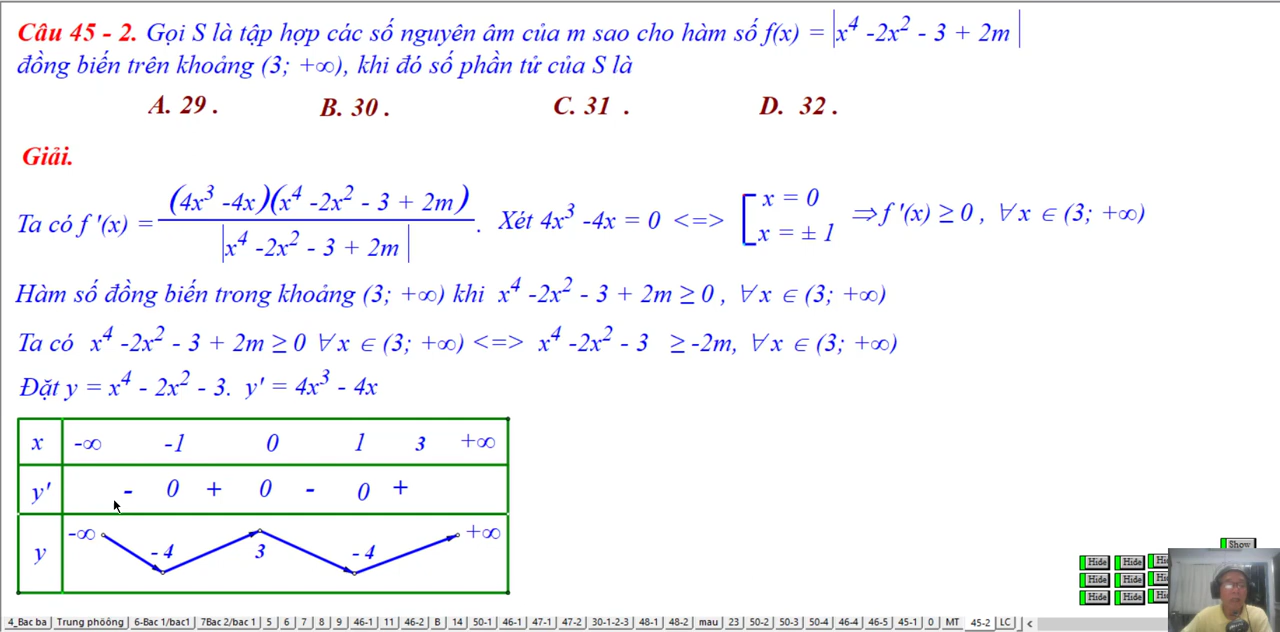 Câu 45 - 2. Gọi S là tập hợp các số nguyên âm của m sao cho hàm số f(x) = |x⁴ -2x² - 3 + 2m |
đồng biến trên khoảng (3; +∞), khi đó số phần tử của S là
A. 29 . B. 30 . C. 31 . D. 32 .
Giải.
Ta có f '(x) = (4x³ -4x)(x⁴ -2x² - 3 + 2m) / |x⁴ -2x² - 3 + 2m | . Xét 4x³ -4x = 0 <=> [ x = 0 x = ± 1 ⇒ f '(x) ≥ 0 , ∀x ∈ (3; +∞)
Hàm số đồng biến trong khoảng (3; +∞) khi x⁴ -2x² - 3 + 2m ≥ 0 , ∀x ∈ (3; +∞)
Ta có x⁴ -2x² - 3 + 2m ≥ 0 ∀x ∈ (3; +∞) <=> x⁴ -2x² - 3 ≥ -2m, ∀x ∈ (3; +∞)
Đặt y = x⁴ - 2x² - 3. y' = 4x³ - 4x
x -∞ -1 0 1 3 +∞
y' - 0 + 0 - 0 +
y -∞ - 4 3 - 4 +∞
Show
Hide Hide
Hide Hide
Hide Hide
4_Bac ba | Trung phôông | 6-Bac 1/bac1 | 7Bac 2/bac 1 | 5 | 6 | 7 | 8 | 9 | 46-1 | 11 | 46-2 | B | 14 | 50-1 | 46-1 | 47-1 | 47-2 | 30-1-2-3 | 48-1 | 48-2 | mau | 23 | 50-2 | 50-3 | 50-4 | 46-4 | 46-5 | 45-1 | 0 | MT | 45-2 | LC | <